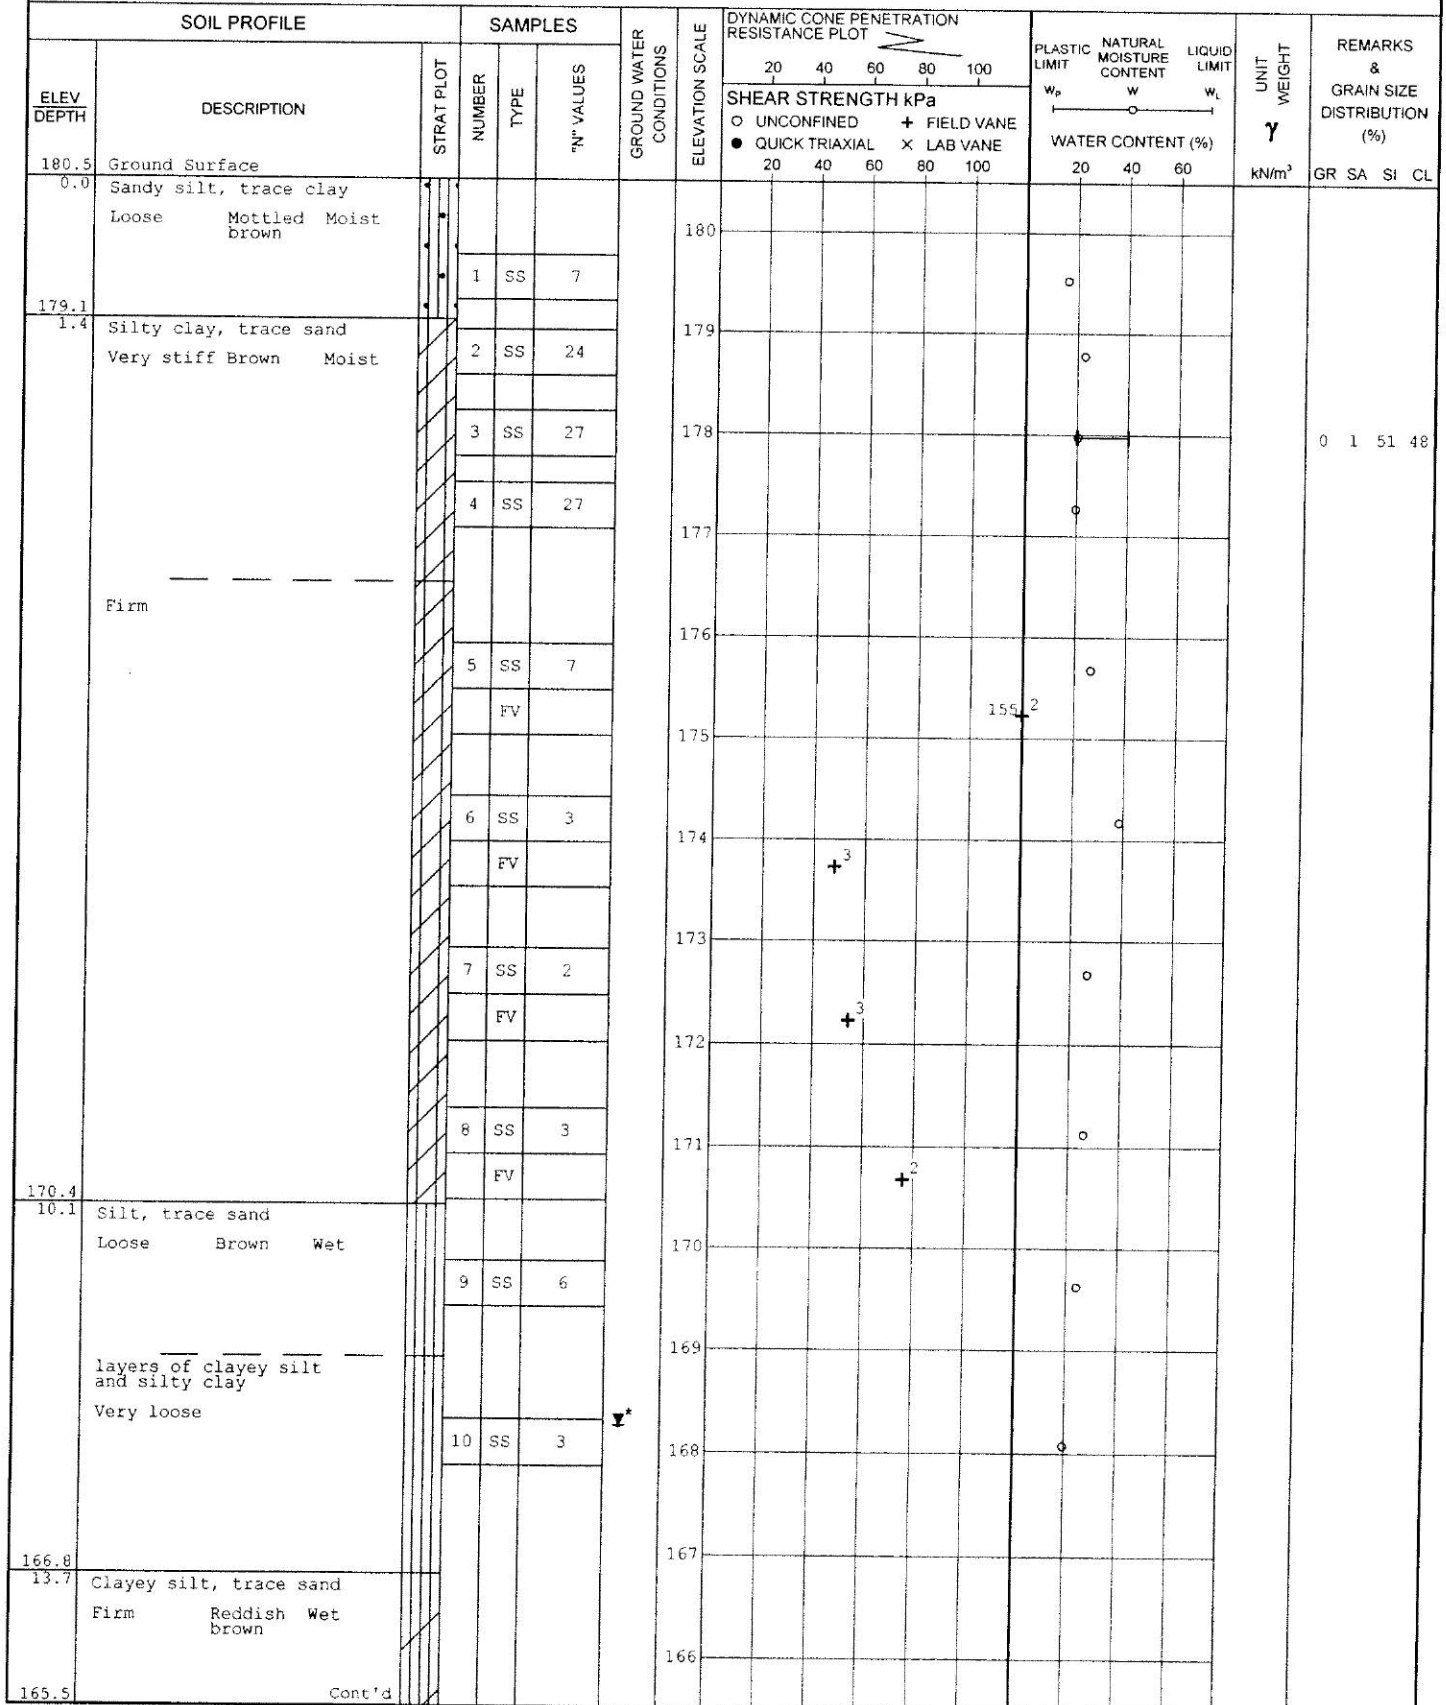 SOIL PROFILE
SAMPLES
GROUND WATER
CONDITIONS
ELEVATION SCALE
DYNAMIC CONE PENETRATION
RESISTANCE PLOT
20 40 60 80 100
SHEAR STRENGTH kPa
○ UNCONFINED + FIELD VANE
● QUICK TRIAXIAL × LAB VANE
PLASTIC LIMIT
NATURAL MOISTURE CONTENT
LIQUID LIMIT
WP W WL
WATER CONTENT (%)
20 40 60
UNIT WEIGHT
γ
kN/m³
REMARKS
&
GRAIN SIZE
DISTRIBUTION
(%)
GR SA SI CL
ELEV
DEPTH
DESCRIPTION
STRAT PLOT
NUMBER
TYPE
"N" VALUES
180.5 Ground Surface
0.0 Sandy silt, trace clay
Loose Mottled Moist
brown
180
1 SS 7
179.1
1.4 Silty clay, trace sand
179
Very stiff Brown Moist
2 SS 24
3 SS 27
178
0 1 51 48
4 SS 27
177
Firm
176
5 SS 7
FV
155 + 2
175
6 SS 3
174
FV
+ 3
173
7 SS 2
FV
+ 3
172
8 SS 3
171
FV
+ 2
170.4
10.1 Silt, trace sand
Loose Brown Wet
170
9 SS 6
169
layers of clayey silt
and silty clay
Very loose
*
10 SS 3
168
167
166.8
13.7 Clayey silt, trace sand
Firm Reddish Wet
brown
166
165.5 Cont'd